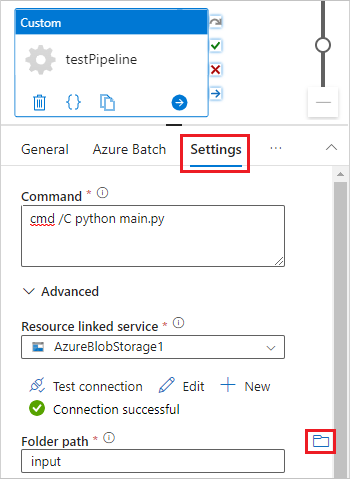 Custom
testPipeline
General Azure Batch Settings ...
Command *
cmd /C python main.py
Advanced
Resource linked service *
AzureBlobStorage1
Test connection Edit New
Connection successful
Folder path *
input